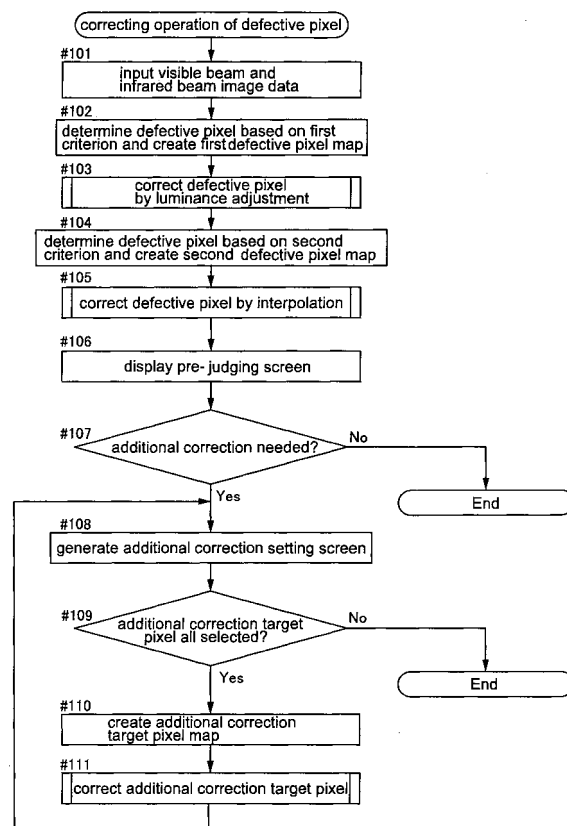 correcting operation of defective pixel
#101
input visible beam and
infrared beam image data
#102
determine defective pixel based on first
criterion and create first defective pixel map
#103
correct defective pixel
by luminance adjustment
#104
determine defective pixel based on second
criterion and create second defective pixel map
#105
correct defective pixel by interpolation
#106
display pre-judging screen
#107
additional correction needed?
No
Yes
End
#108
generate additional correction setting screen
#109
additional correction target
pixel all selected?
No
Yes
End
#110
create additional correction
target pixel map
#111
correct additional correction target pixel